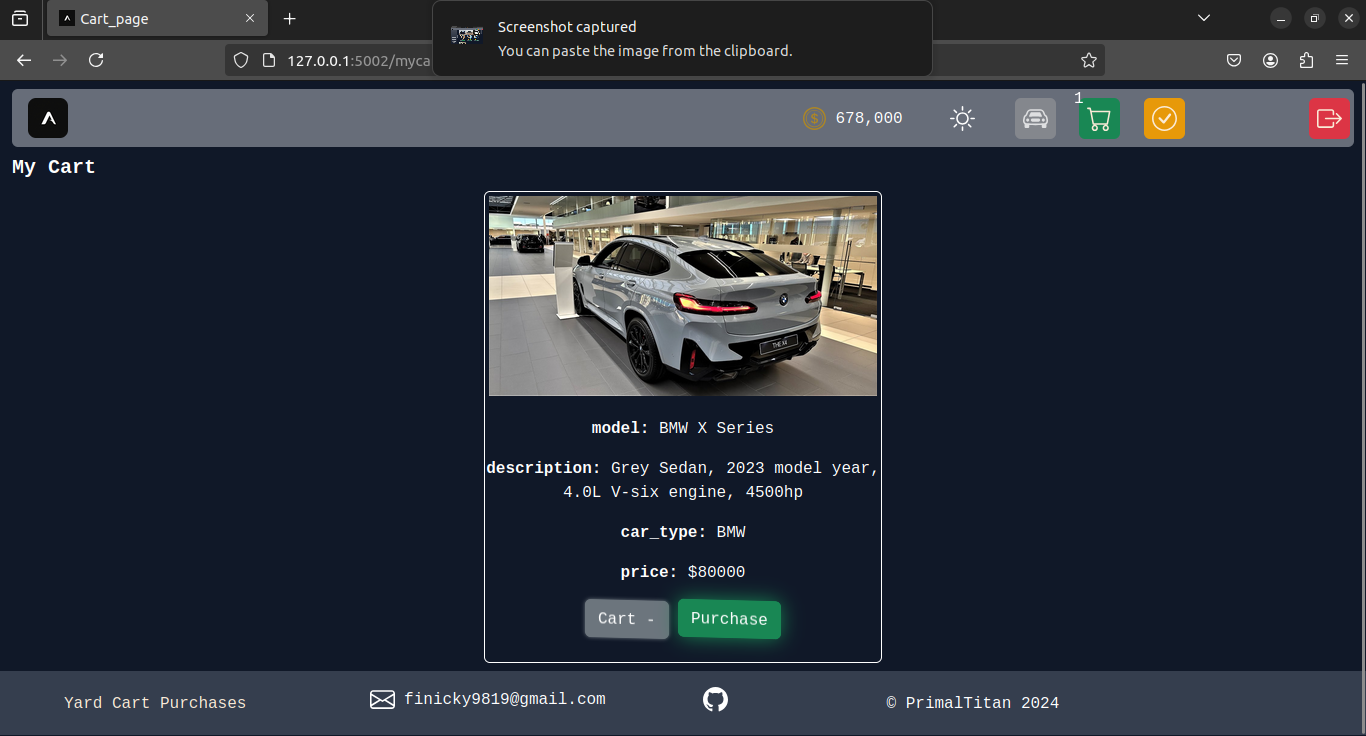 Cart_page
Screenshot captured
You can paste the image from the clipboard.
127.0.0.1:5002/myca
678,000
1
My Cart
THE X4
model: BMW X Series
description: Grey Sedan, 2023 model year,
4.0L V-six engine, 4500hp
car_type: BMW
price: $80000
Cart -
Purchase
Yard Cart Purchases
finicky9819@gmail.com
© PrimalTitan 2024